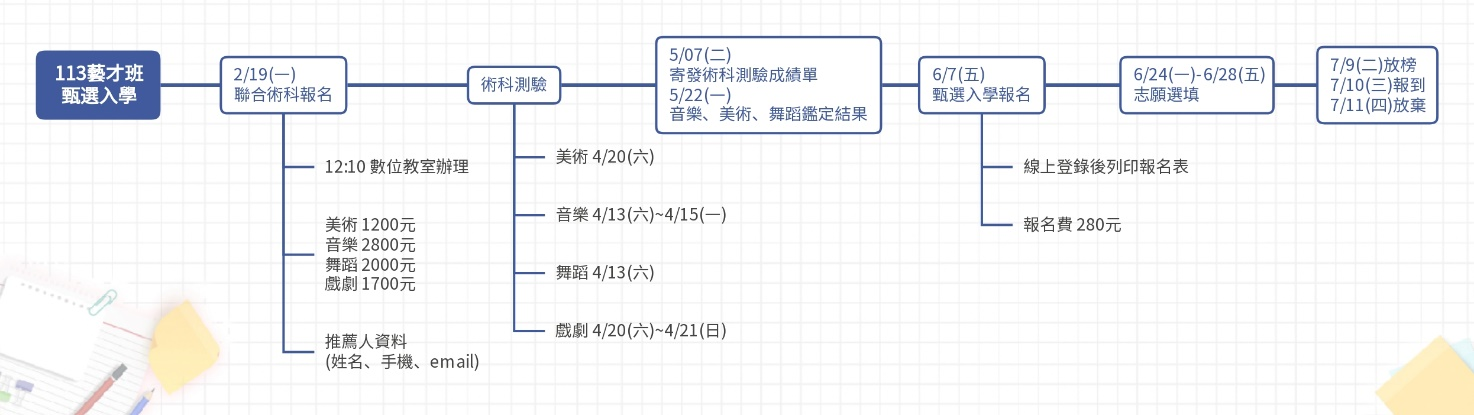 113藝才班
甄選入學
2/19(一)
聯合術科報名
12:10 數位教室辦理
美術 1200元
音樂 2800元
舞蹈 2000元
戲劇 1700元
推薦人資料
(姓名、手機、email)
術科測驗
美術 4/20(六)
音樂 4/13(六)~4/15(一)
舞蹈 4/13(六)
戲劇 4/20(六)~4/21(日)
5/07(二)
寄發術科測驗成績單
5/22(一)
音樂、美術、舞蹈鑑定結果
6/7(五)
甄選入學報名
線上登錄後列印報名表
報名費 280元
6/24(一)-6/28(五)
志願選填
7/9(二)放榜
7/10(三)報到
7/11(四)放棄